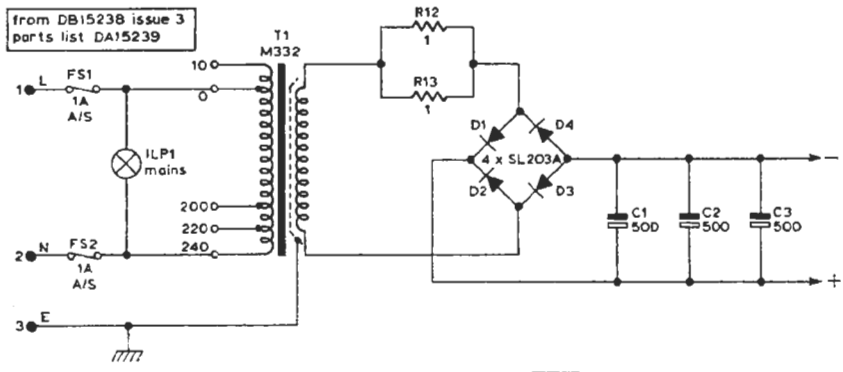 from DB15238 issue 3
parts list DA15239
T1
M332
R12
1
R13
1
10
0
1 L FS1
1A
A/S
ILP1
mains
D1 D4
4 x SL203A
D2 D3
-
C1
500
C2
500
C3
500
200
220
240
2 N FS2
1A
A/S
+
3 E